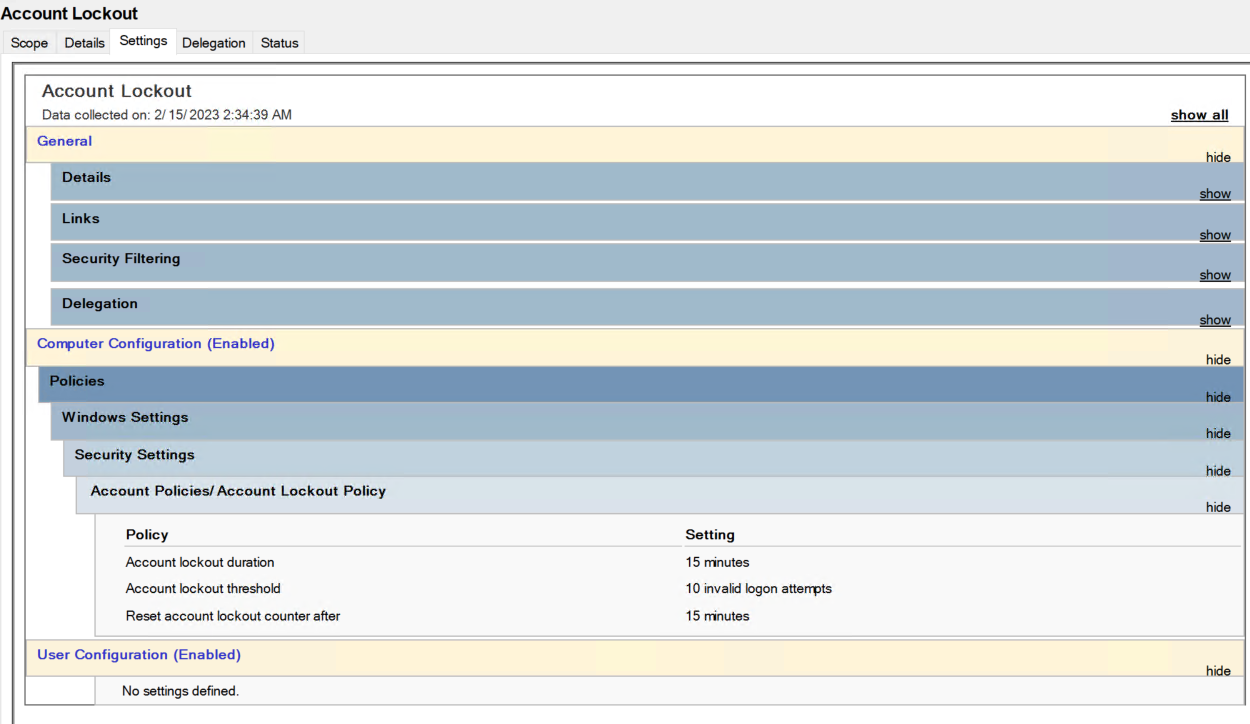 Account Lockout
Scope Details Settings Delegation Status
Account Lockout
Data collected on: 2/15/2023 2:34:39 AM
show all
General
hide
Details
show
Links
show
Security Filtering
show
Delegation
show
Computer Configuration (Enabled)
hide
Policies
hide
Windows Settings
hide
Security Settings
hide
Account Policies/Account Lockout Policy
hide
Policy Setting
Account lockout duration 15 minutes
Account lockout threshold 10 invalid logon attempts
Reset account lockout counter after 15 minutes
User Configuration (Enabled)
hide
No settings defined.